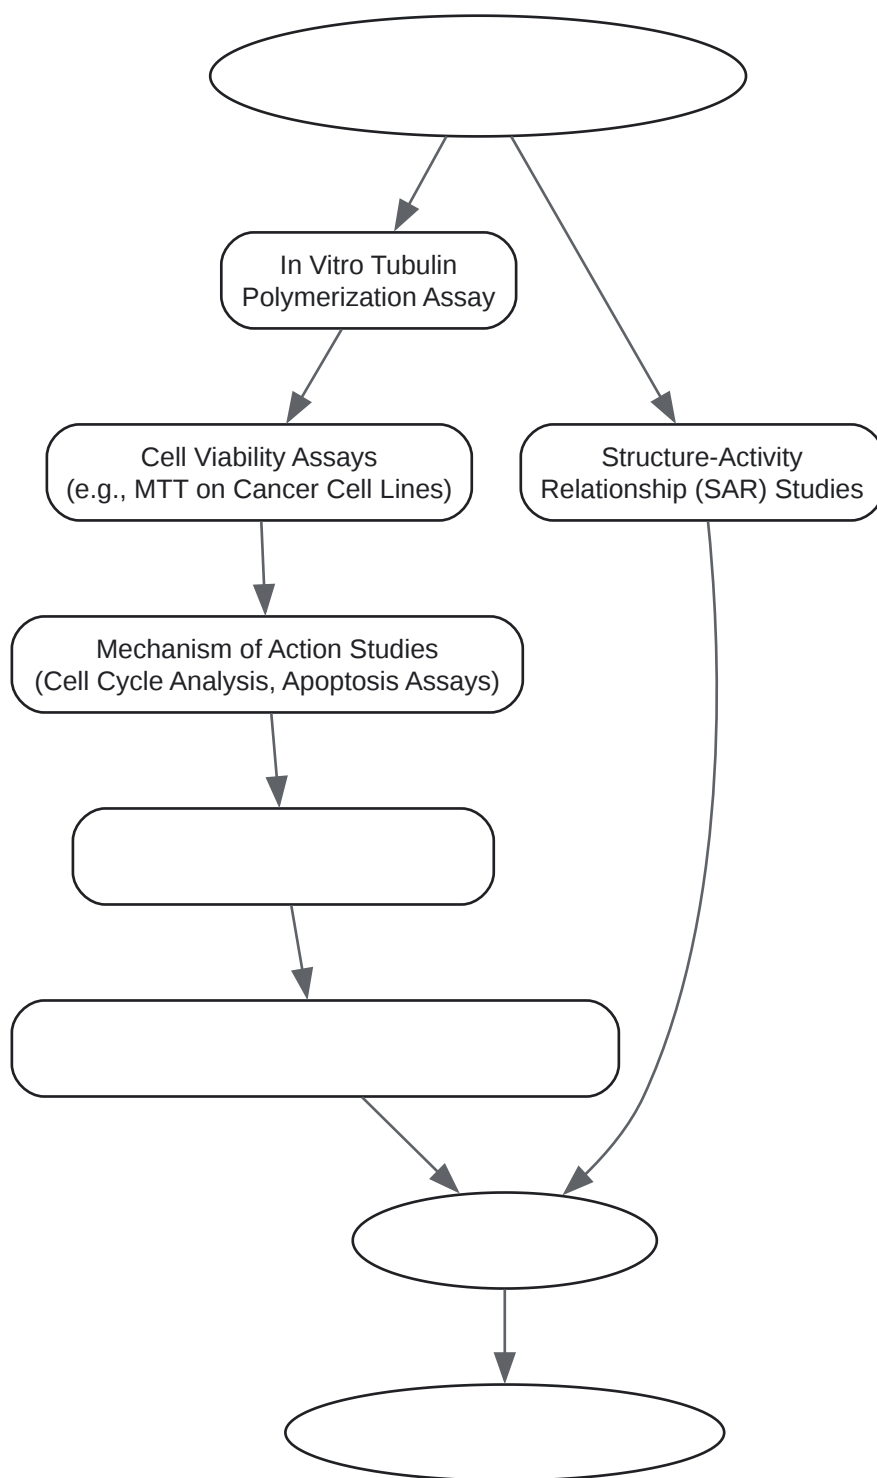 In Vitro Tubulin
Polymerization Assay
Cell Viability Assays
(e.g., MTT on Cancer Cell Lines)
Structure-Activity
Relationship (SAR) Studies
Mechanism of Action Studies
(Cell Cycle Analysis, Apoptosis Assays)